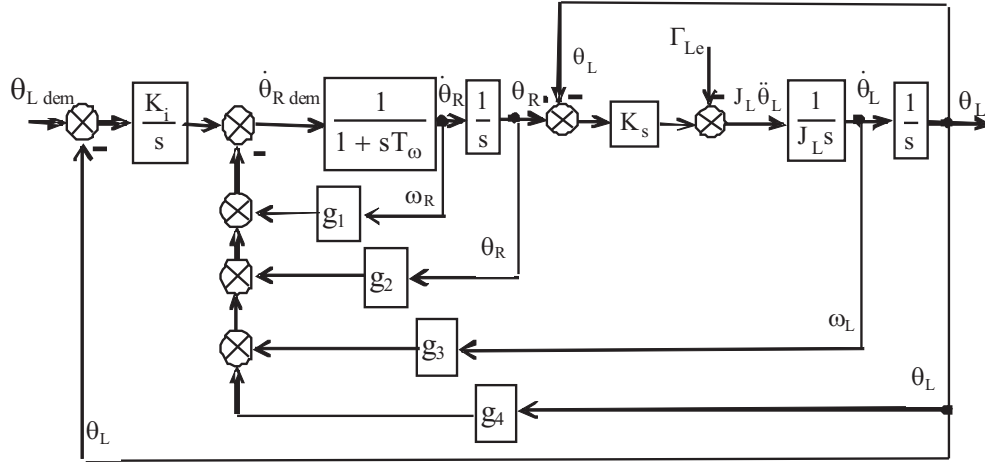 θ_L
Γ_Le
θ_L dem
K_i / s
θ̇_R dem
1 / (1 + sT_ω)
θ̇_R
1 / s
θ_R
K_s
J_L θ̈_L
1 / (J_L s)
θ̇_L
1 / s
θ_L
g_1
ω_R
g_2
θ_R
g_3
ω_L
g_4
θ_L
θ_L